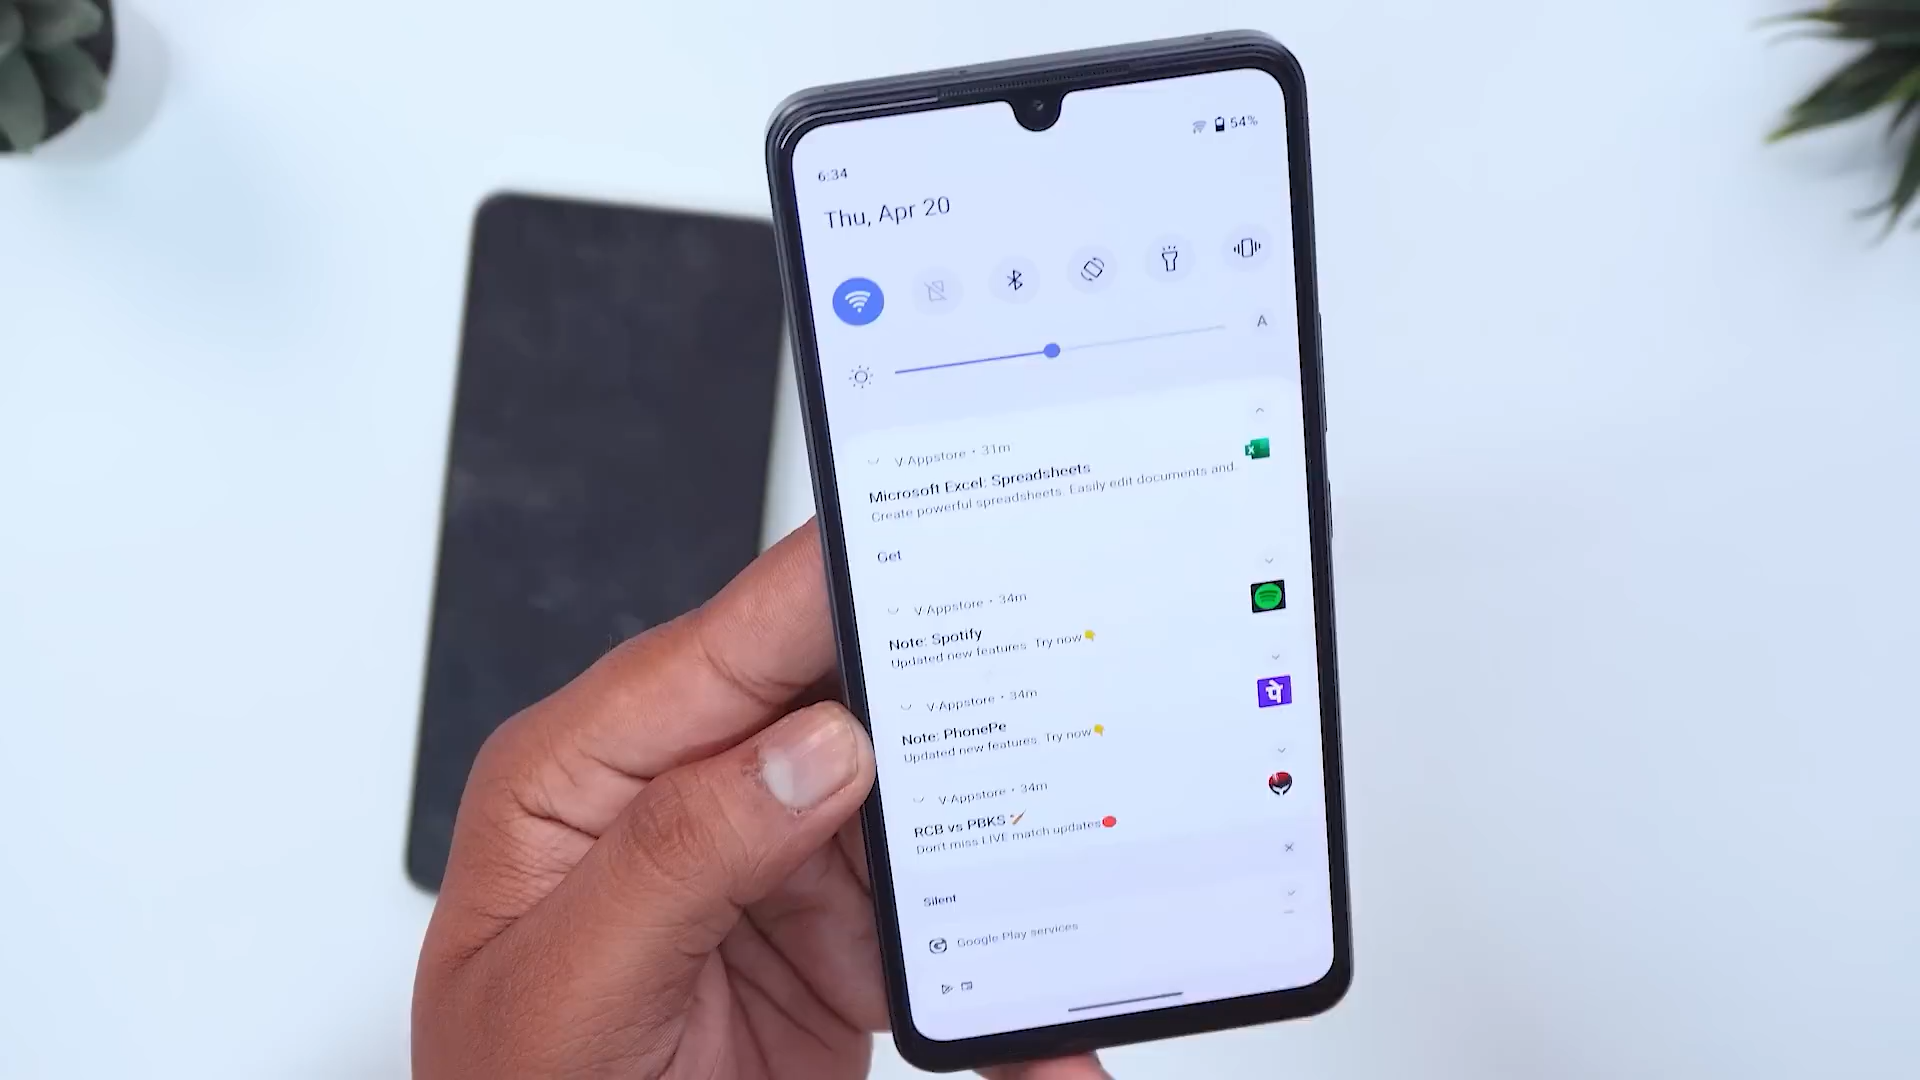 54%
6:34
Thu, Apr 20
A
V-Appstore • 31m
Microsoft Excel: Spreadsheets
Create powerful spreadsheets. Easily edit documents and
Get
V-Appstore • 34m
Note: Spotify
Updated new features. Try now👇
V-Appstore • 34m
Note: PhonePe
Updated new features. Try now👇
V-Appstore • 34m
RCB vs PBKS 🏏
Don't miss LIVE match updates🔴
Silent
Google Play services